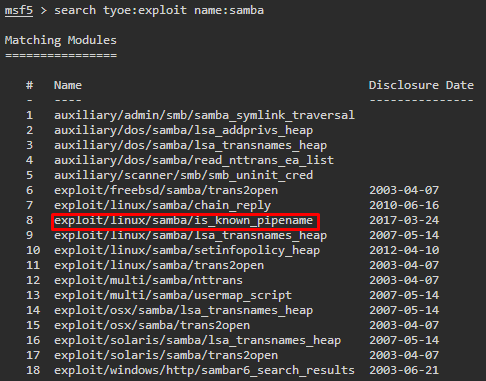 msf5 > search tyoe:exploit name:samba
Matching Modules
================
# Name Disclosure Date
- ---- ---------------
1 auxiliary/admin/smb/samba_symlink_traversal
2 auxiliary/dos/samba/lsa_addprivs_heap
3 auxiliary/dos/samba/lsa_transnames_heap
4 auxiliary/dos/samba/read_nttrans_ea_list
5 auxiliary/scanner/smb/smb_uninit_cred
6 exploit/freebsd/samba/trans2open 2003-04-07
7 exploit/linux/samba/chain_reply 2010-06-16
8 exploit/linux/samba/is_known_pipename 2017-03-24
9 exploit/linux/samba/lsa_transnames_heap 2007-05-14
10 exploit/linux/samba/setinfopolicy_heap 2012-04-10
11 exploit/linux/samba/trans2open 2003-04-07
12 exploit/multi/samba/nttrans 2003-04-07
13 exploit/multi/samba/usermap_script 2007-05-14
14 exploit/osx/samba/lsa_transnames_heap 2007-05-14
15 exploit/osx/samba/trans2open 2003-04-07
16 exploit/solaris/samba/lsa_transnames_heap 2007-05-14
17 exploit/solaris/samba/trans2open 2003-04-07
18 exploit/windows/http/sambar6_search_results 2003-06-21